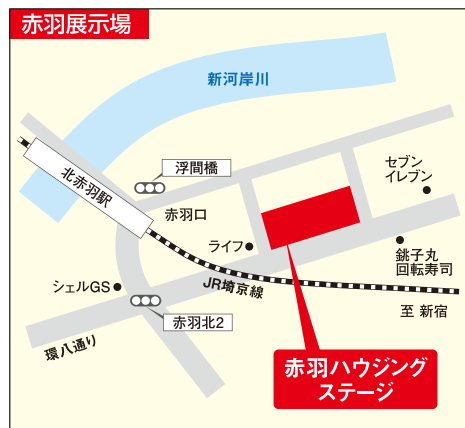 赤羽展示場
新河岸川
浮間橋
北赤羽駅
赤羽口
セブン
イレブン
ライフ
銚子丸
回転寿司
シェルGS
JR埼京線
赤羽北2
至 新宿
環八通り
赤羽ハウジング
ステージ